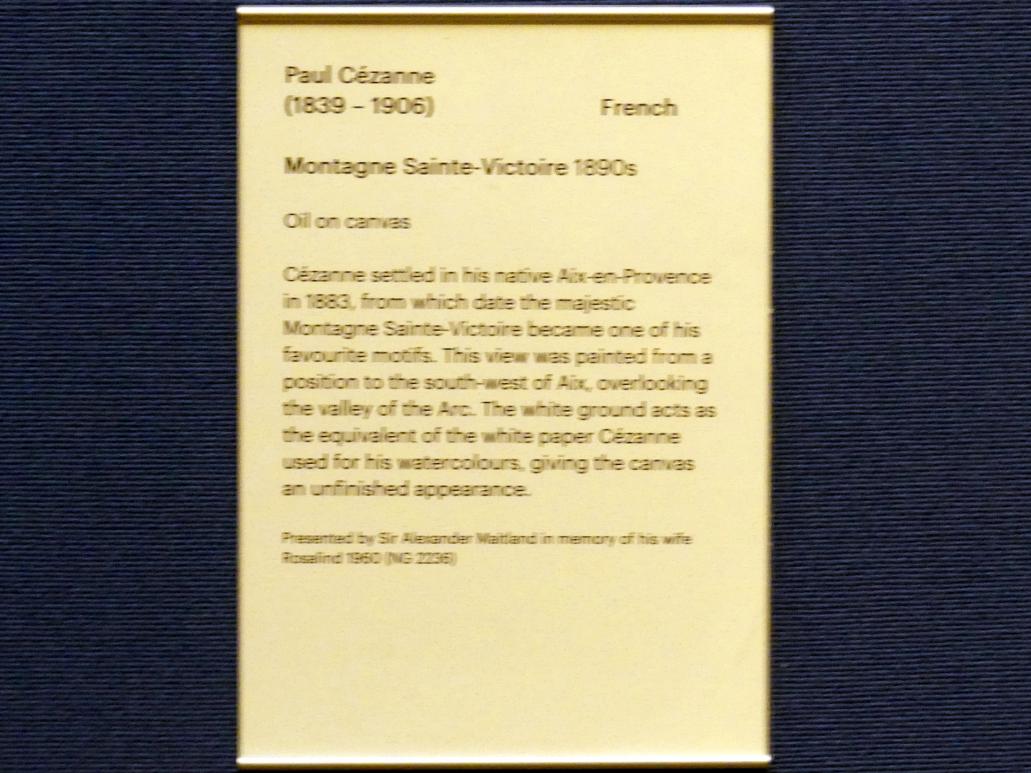 Paul Cézanne
(1839 – 1906) French
Montagne Sainte-Victoire 1890s
Oil on canvas
Cézanne settled in his native Aix-en-Provence
in 1883, from which date the majestic
Montagne Sainte-Victoire became one of his
favourite motifs. This view was painted from a
position to the south-west of Aix, overlooking
the valley of the Arc. The white ground acts as
the equivalent of the white paper Cézanne
used for his watercolours, giving the canvas
an unfinished appearance.
Presented by Sir Alexander Maitland in memory of his wife
Rosalind 1960 (NG 2236)